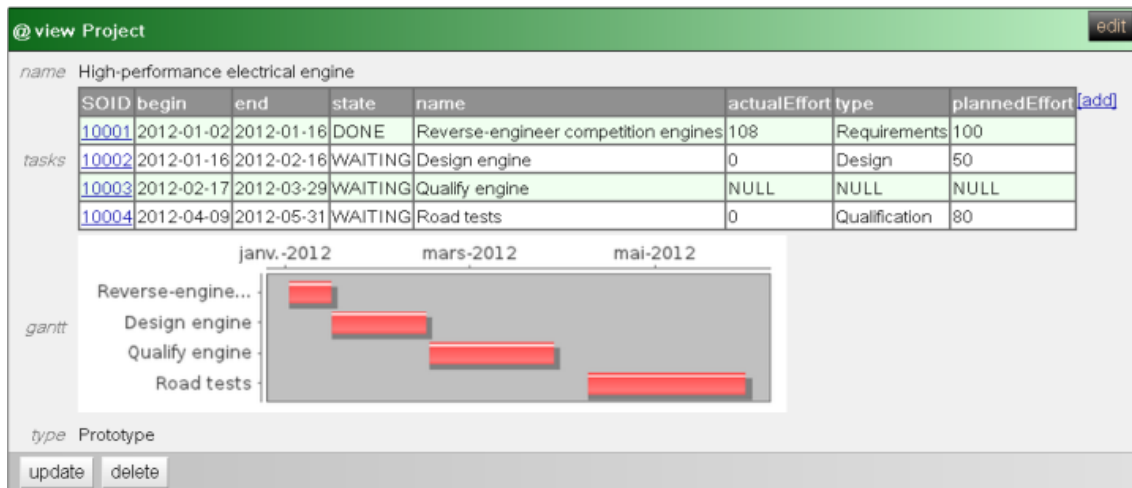 @ view Project
edit
name High-performance electrical engine
SOID begin end state name actualEffort type plannedEffort [add]
10001 2012-01-02 2012-01-16 DONE Reverse-engineer competition engines 108 Requirements 100
tasks 10002 2012-01-16 2012-02-16 WAITING Design engine 0 Design 50
10003 2012-02-17 2012-03-29 WAITING Qualify engine NULL NULL NULL
10004 2012-04-09 2012-05-31 WAITING Road tests 0 Qualification 80
janv.-2012 mars-2012 mai-2012
Reverse-engine...
Design engine
gantt
Qualify engine
Road tests
type Prototype
update delete